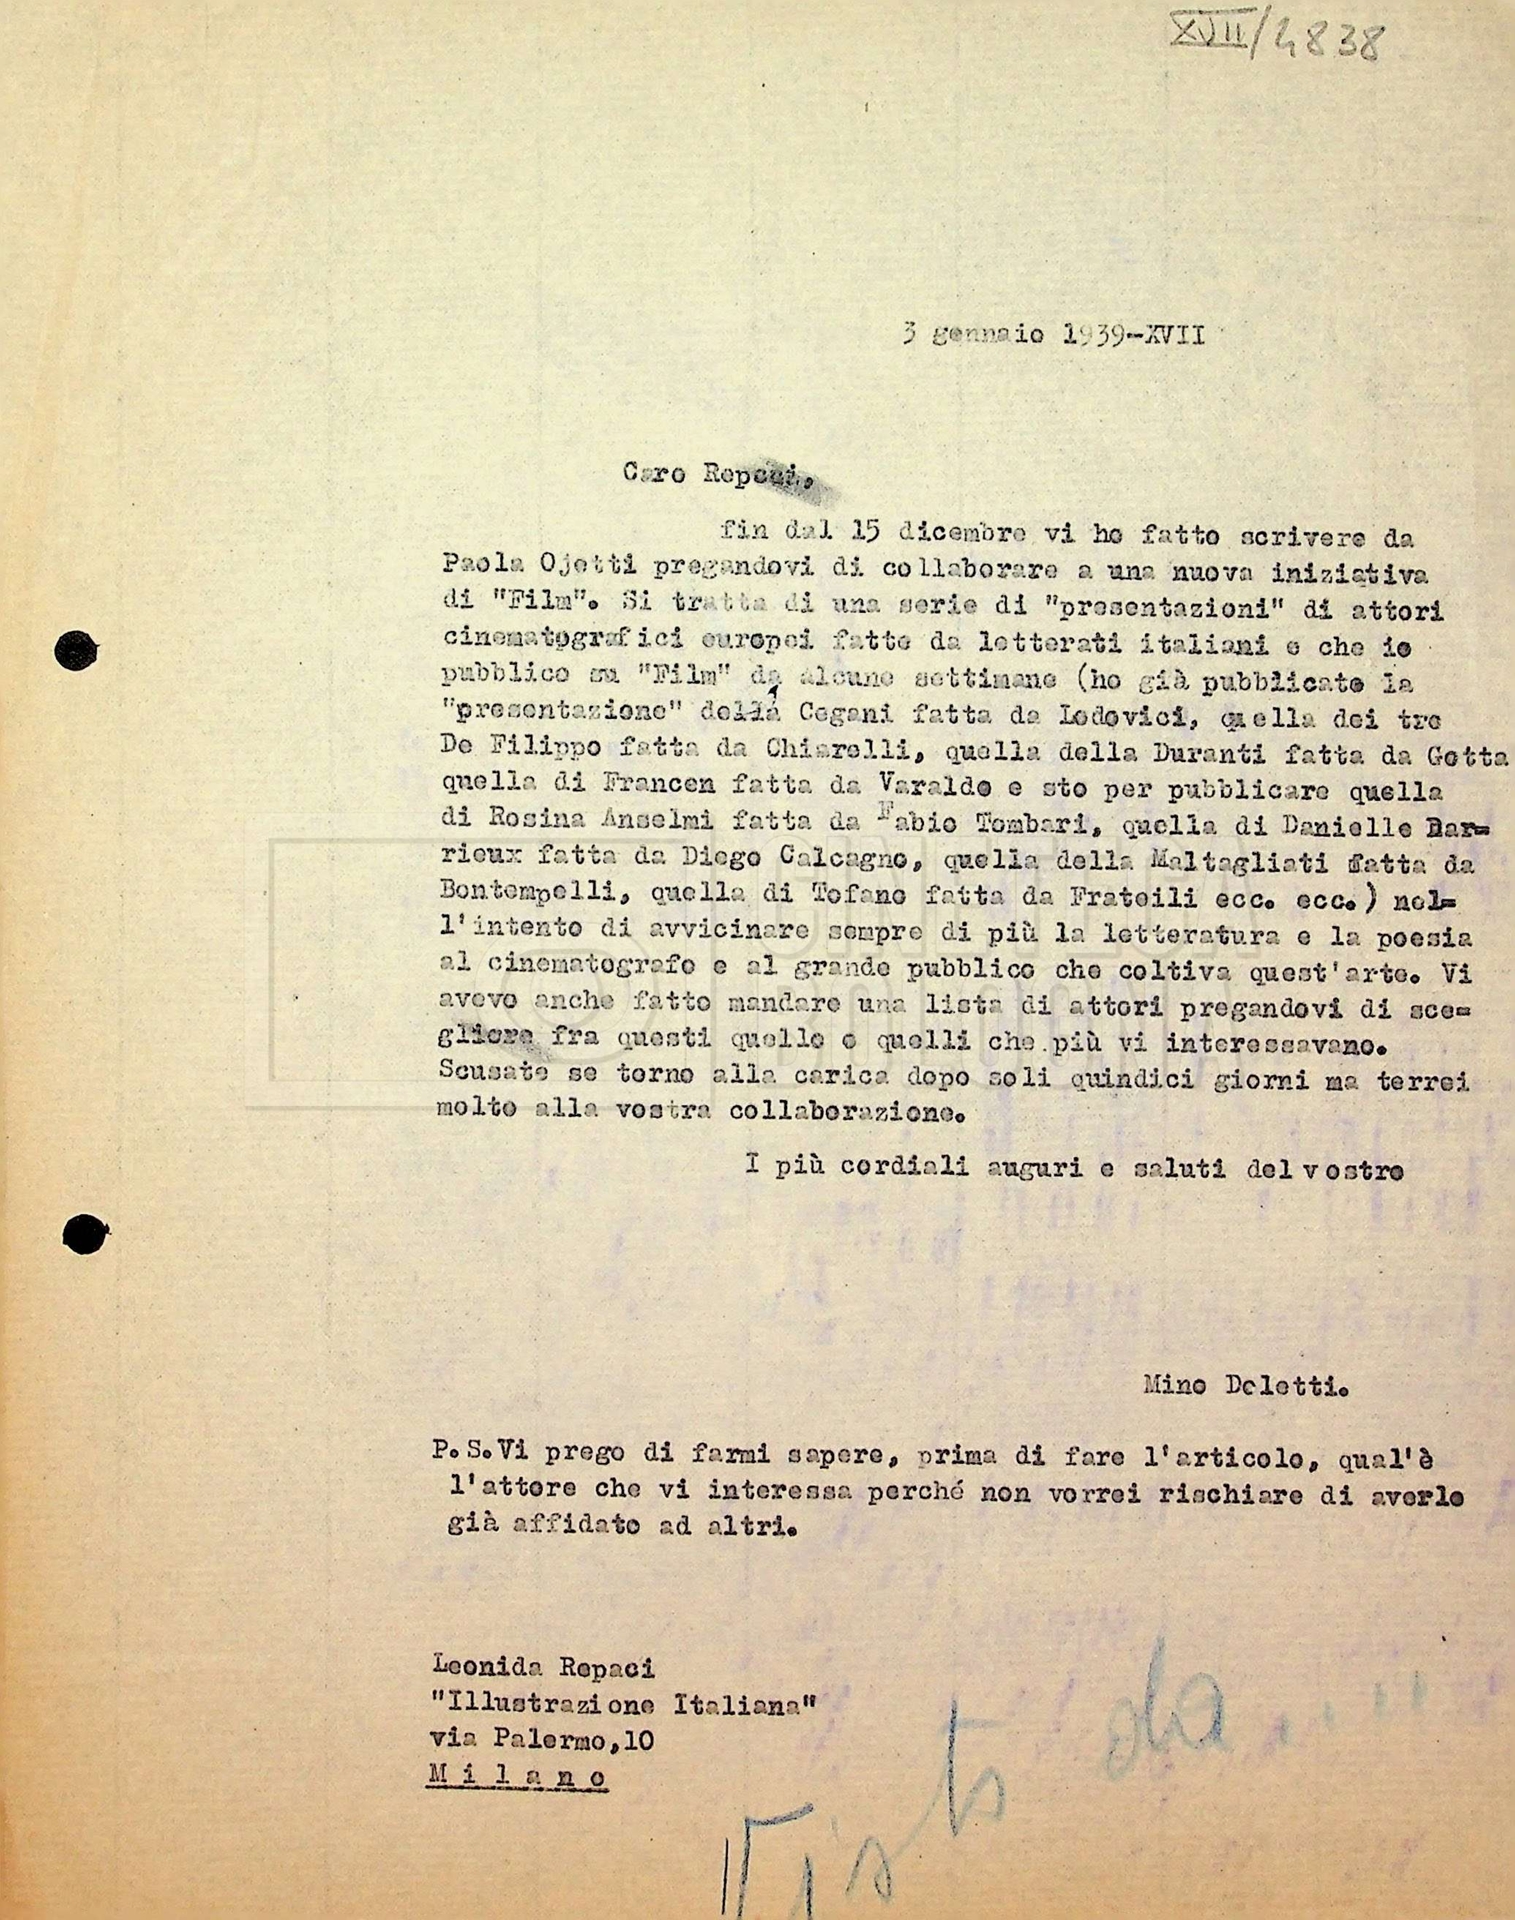 XVII/4838
3 gennaio 1939-XVII
Caro Repaci,
fin dal 15 dicembre vi ho fatto scrivere da
Paola Ojetti pregandovi di collaborare a una nuova iniziativa
di "Film". Si tratta di una serie di "presentazioni" di attori
cinematografici europei fatte da letterati italiani e che io
pubblico su "Film" da alcune settimane (ho già pubblicate la
"presentazione" della Cegani fatta da Lodovici, quella dei tre
De Filippo fatta da Chiarelli, quella della Duranti fatta da Gotta
quella di Francen fatta da Varaldo e sto per pubblicare quella
di Rosina Anselmi fatta da Fabio Tombari, quella di Danielle Dar=
rieux fatta da Diego Calcagno, quella della Maltagliati fatta da
Bontempelli, quella di Tofano fatta da Frateili ecc. ecc.) nel=
l'intento di avvicinare sempre di più la letteratura e la poesia
al cinematografo e al grande pubblico che coltiva quest'arte. Vi
avevo anche fatto mandare una lista di attori pregandovi di sce=
gliere fra questi quello o quelli che più vi interessavano.
Scusate se torno alla carica dopo soli quindici giorni ma terrei
molto alla vostra collaborazione.
I più cordiali auguri e saluti del vostro
Mino Doletti.
P.S.Vi prego di farmi sapere, prima di fare l'articolo, qual'è
l'attore che vi interessa perché non vorrei rischiare di averlo
già affidato ad altri.
Leonida Repaci
"Illustrazione Italiana"
via Palermo,10
Milano